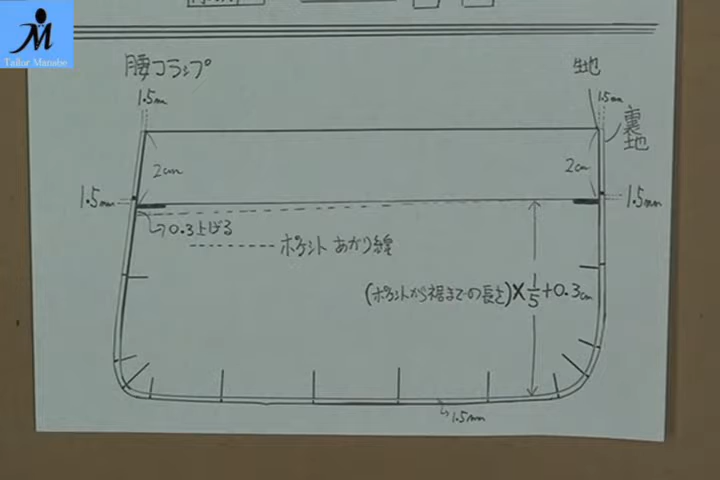 Tailor Manabe
腰フラップ
生地
1.5mm
1.5mm
裏地
2cm
2cm
1.5mm
1.5mm
0.3上げる
ポケット あがり線
(ポケットから裾までの長さ)×1/5+0.3cm
1.5mm